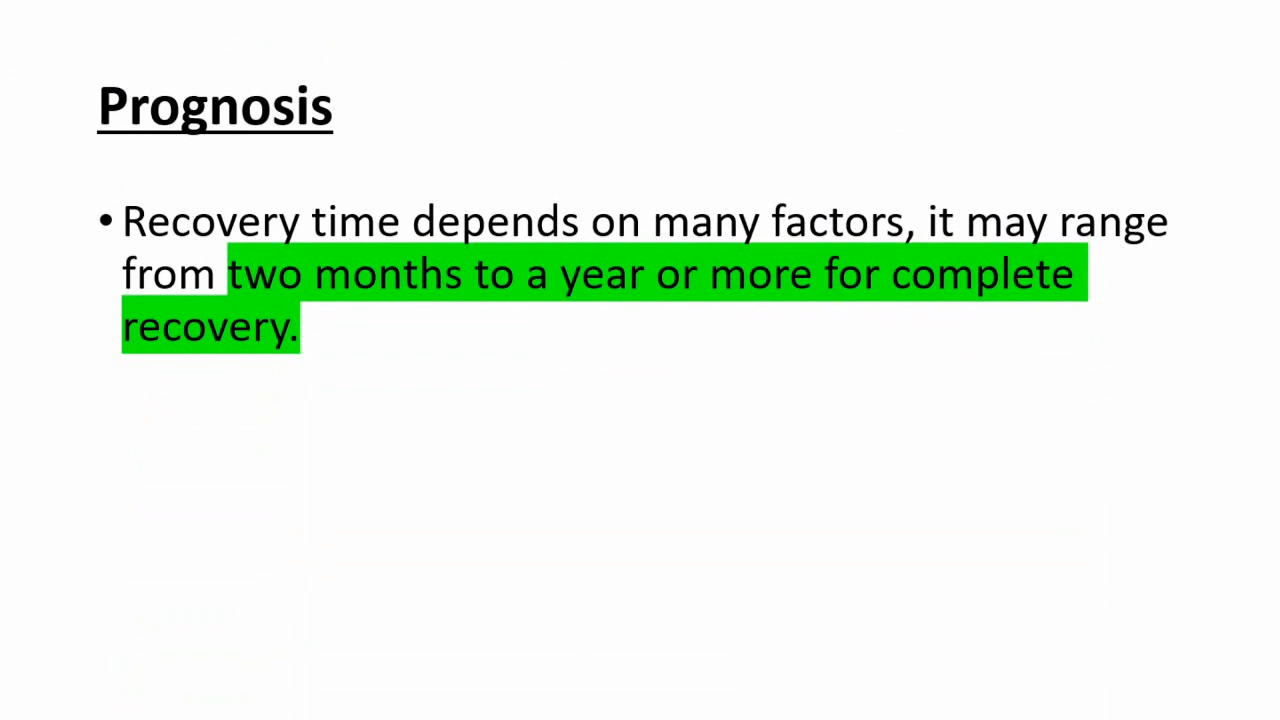 Prognosis
• Recovery time depends on many factors, it may range
from two months to a year or more for complete
recovery.